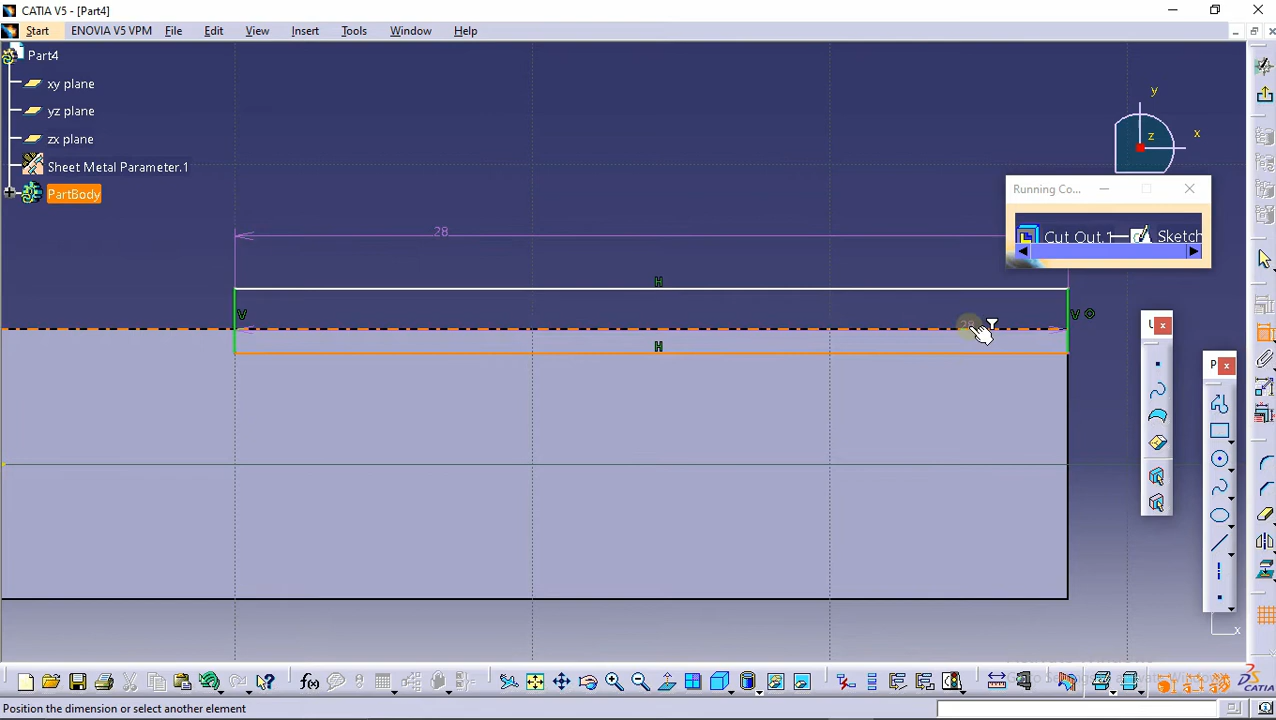 CATIA V5 - [Part4]
Start ENOVIA V5 VPM File Edit View Insert Tools Window Help
Part4
xy plane
yz plane
zx plane
Sheet Metal Parameter.1
PartBody
y
x
z
Running Co...
Cut Out.1 Sketch
28
H
V
28
V
H
U
P
x
f(x)
CATIA
Position the dimension or select another element